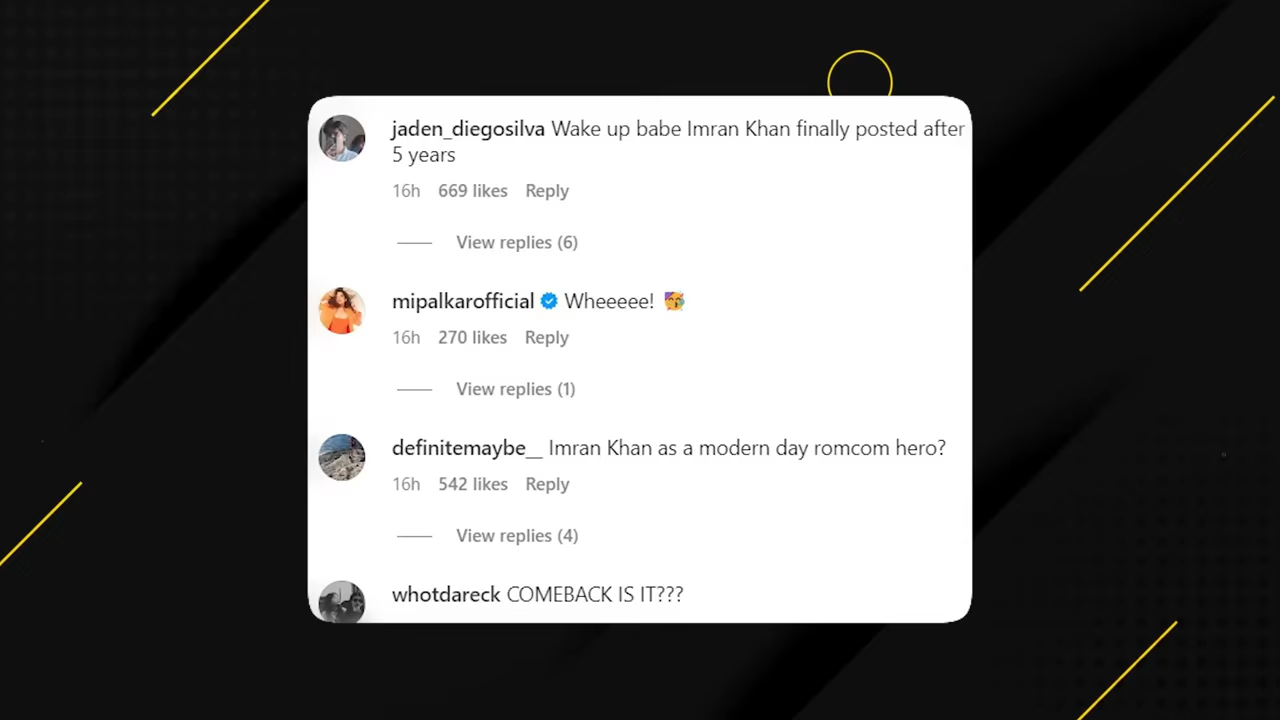 jaden_diegosilva Wake up babe Imran Khan finally posted after
5 years
16h 669 likes Reply
View replies (6)
mipalkarofficial Wheeeee! 🥳
16h 270 likes Reply
View replies (1)
definitemaybe__ Imran Khan as a modern day romcom hero?
16h 542 likes Reply
View replies (4)
whotdareck COMEBACK IS IT???